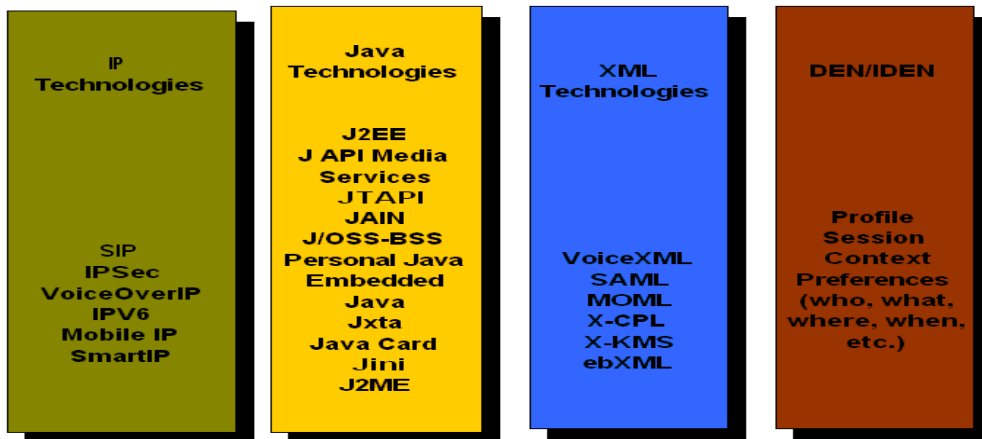 IP
Technologies
SIP
IPSec
VoiceOverIP
IPV6
Mobile IP
SmartIP
Java
Technologies
J2EE
J API Media
Services
JTAPI
JAIN
J/OSS-BSS
Personal Java
Embedded
Java
Jxta
Java Card
Jini
J2ME
XML
Technologies
VoiceXML
SAML
MOML
X-CPL
X-KMS
ebXML
DEN/IDEN
Profile
Session
Context
Preferences
(who, what,
where, when,
etc.)